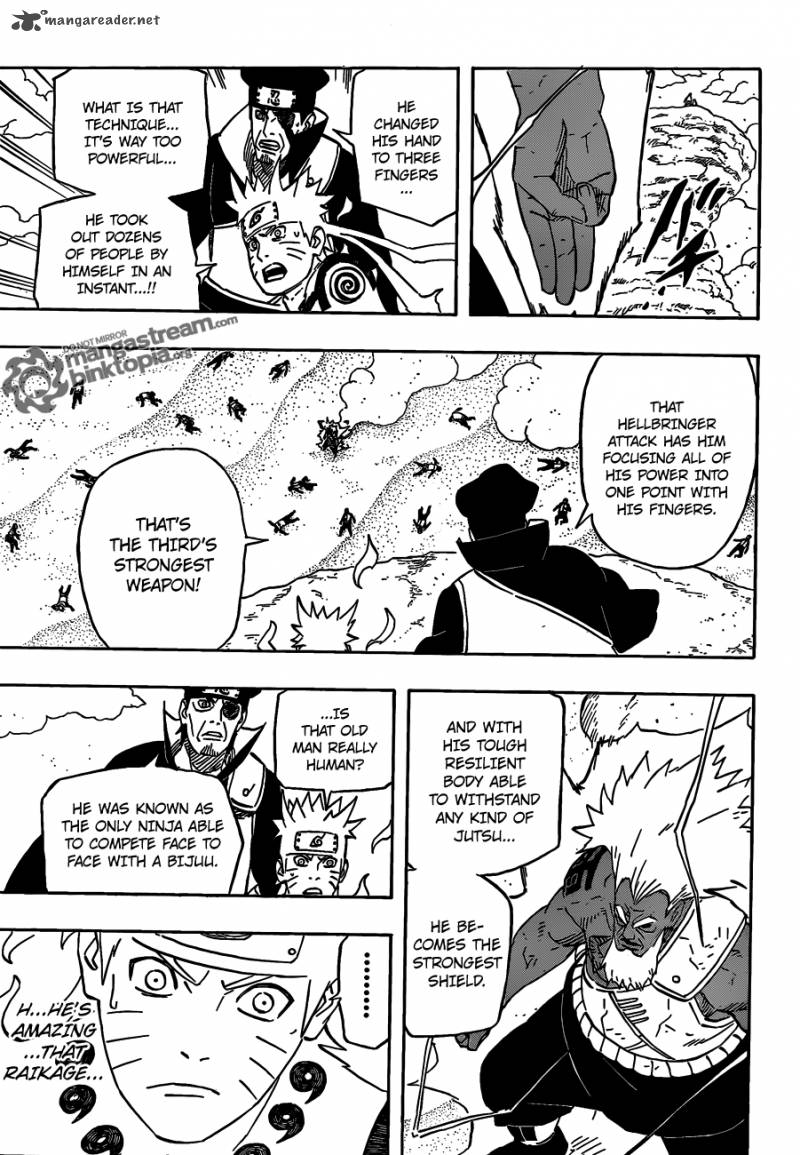 mangareader.net
HE
CHANGED
HIS HAND
TO THREE
FINGERS
...
WHAT IS THAT
TECHNIQUE...
IT'S WAY TOO
POWERFUL...
HE TOOK
OUT DOZENS
OF PEOPLE BY
HIMSELF IN AN
INSTANT...!!
DO NOT MIRROR
mangastream.com
binktopia.org
THAT
HELLBRINGER
ATTACK HAS HIM
FOCUSING ALL OF
HIS POWER INTO
ONE POINT WITH
HIS FINGERS.
THAT'S
THE THIRD'S
STRONGEST
WEAPON!
AND WITH
HIS TOUGH
RESILIENT
BODY ABLE
TO WITHSTAND
ANY KIND OF
JUTSU...
HE BE-
COMES THE
STRONGEST
SHIELD.
...IS
THAT OLD
MAN REALLY
HUMAN?
HE WAS KNOWN AS
THE ONLY NINJA ABLE
TO COMPETE FACE TO
FACE WITH A BIJUU.
........
H...HE'S
AMAZING
...THAT
RAIKAGE...